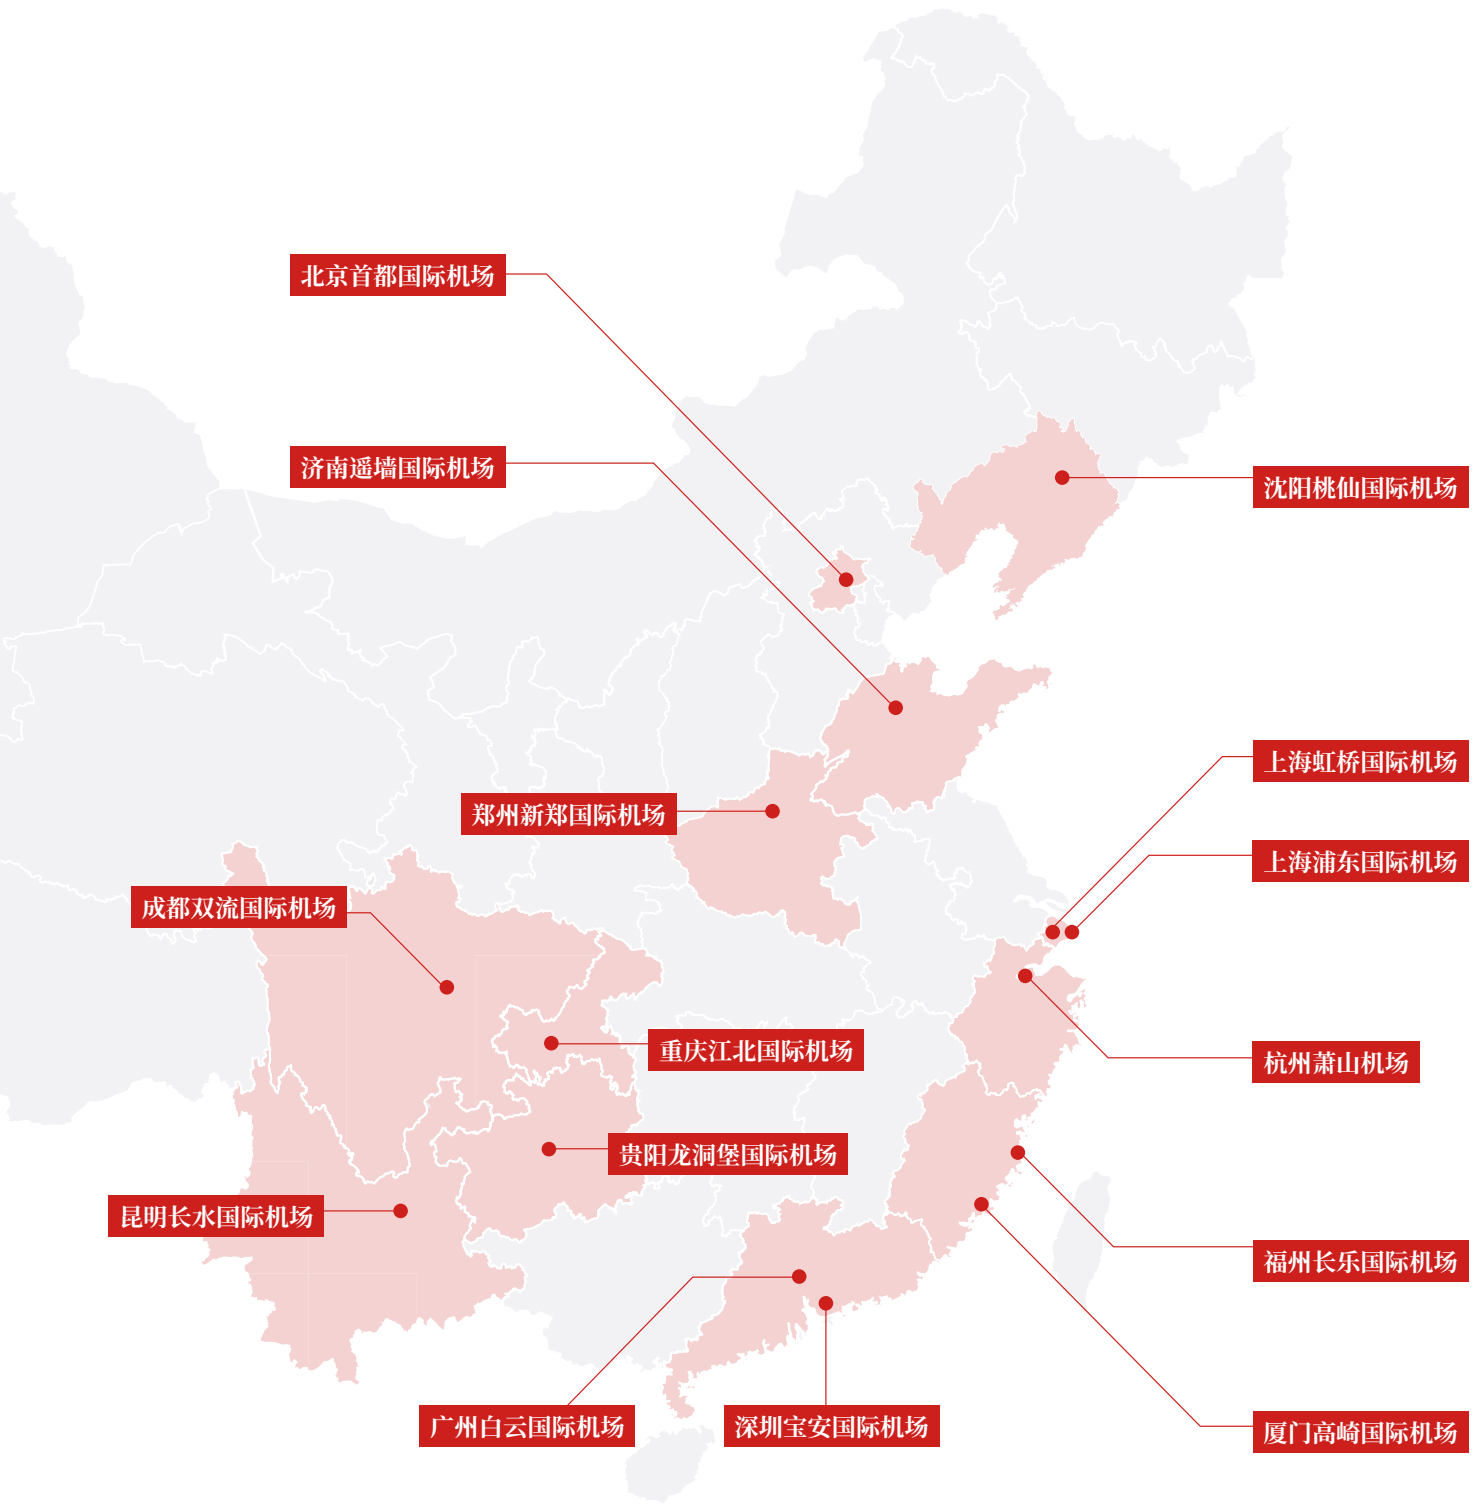 北京首都国际机场
济南遥墙国际机场
沈阳桃仙国际机场
上海虹桥国际机场
郑州新郑国际机场
上海浦东国际机场
成都双流国际机场
重庆江北国际机场
杭州萧山机场
贵阳龙洞堡国际机场
昆明长水国际机场
福州长乐国际机场
广州白云国际机场
深圳宝安国际机场
厦门高崎国际机场